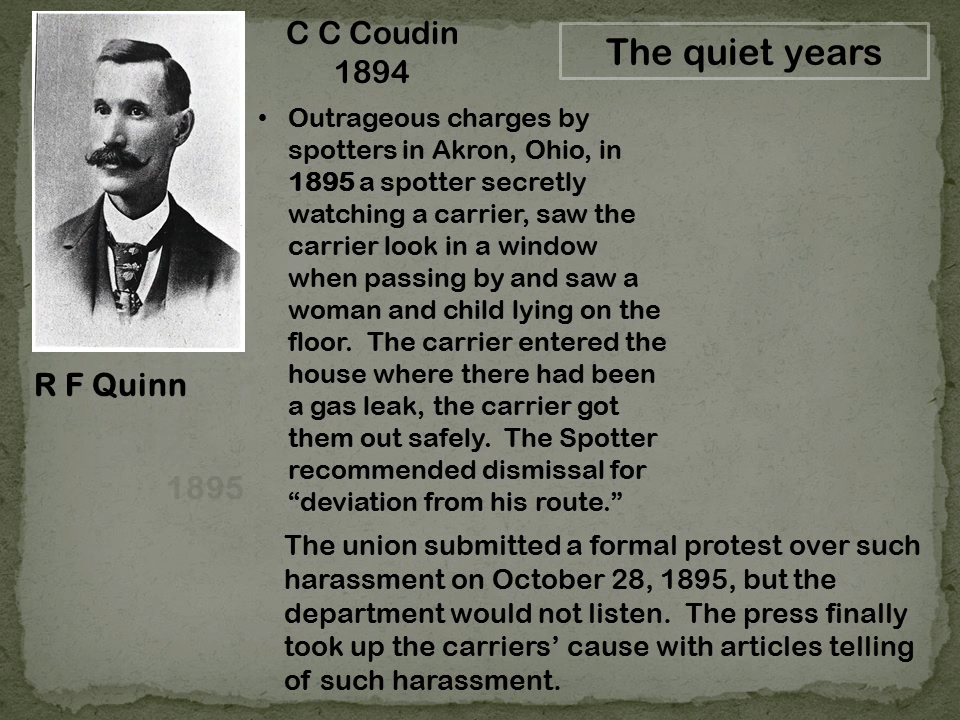 C C Coudin
1894
The quiet years
• Outrageous charges by
spotters in Akron, Ohio, in
1895 a spotter secretly
watching a carrier, saw the
carrier look in a window
when passing by and saw a
woman and child lying on the
floor. The carrier entered the
house where there had been
a gas leak, the carrier got
them out safely. The Spotter
recommended dismissal for
“deviation from his route.”
R F Quinn
1895
The union submitted a formal protest over such
harassment on October 28, 1895, but the
department would not listen. The press finally
took up the carriers’ cause with articles telling
of such harassment.